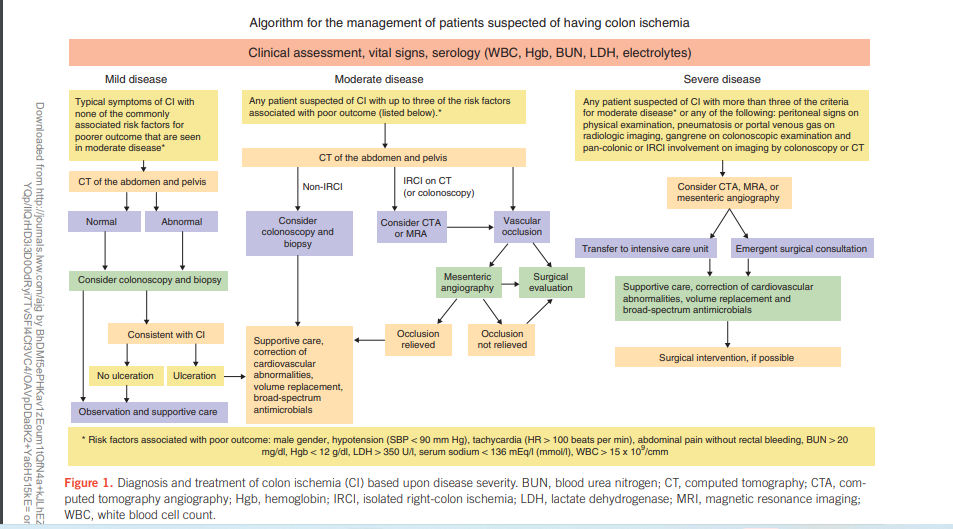 Algorithm for the management of patients suspected of having colon ischemia
Clinical assessment, vital signs, serology (WBC, Hgb, BUN, LDH, electrolytes)
Mild disease
Moderate disease
Severe disease
Typical symptoms of CI with
none of the commonly
associated risk factors for
poorer outcome that are seen
in moderate disease*
Any patient suspected of CI with up to three of the risk factors
associated with poor outcome (listed below).*
Any patient suspected of CI with more than three of the criteria
for moderate disease* or any of the following: peritoneal signs on
physical examination, pneumatosis or portal venous gas on
radiologic imaging, gangrene on colonoscopic examination and
pan-colonic or IRCI involvement on imaging by colonoscopy or CT
CT of the abdomen and pelvis
CT of the abdomen and pelvis
Non-IRCI
IRCI on CT
(or colonoscopy)
Consider CTA, MRA, or
mesenteric angiography
Normal
Abnormal
Consider
colonoscopy and
biopsy
Consider CTA
or MRA
Vascular
occlusion
Transfer to intensive care unit
Emergent surgical consultation
Consider colonoscopy and biopsy
Mesenteric
angiography
Surgical
evaluation
Supportive care, correction of cardiovascular
abnormalities, volume replacement and
broad-spectrum antimicrobials
Consistent with CI
Supportive care,
correction of
cardiovascular
abnormalities,
volume replacement,
broad-spectrum
antimicrobials
Occlusion
relieved
Occlusion
not relieved
Surgical intervention, if possible
No ulceration
Ulceration
Observation and supportive care
* Risk factors associated with poor outcome: male gender, hypotension (SBP < 90 mm Hg), tachycardia (HR > 100 beats per min), abdominal pain without rectal bleeding, BUN > 20
mg/dl, Hgb < 12 g/dl, LDH > 350 U/l, serum sodium < 136 mEq/l (mmol/l), WBC > 15 x 10⁹/cmm
Figure 1. Diagnosis and treatment of colon ischemia (CI) based upon disease severity. BUN, blood urea nitrogen; CT, computed tomography; CTA, com-
puted tomography angiography; Hgb, hemoglobin; IRCI, isolated right-colon ischemia; LDH, lactate dehydrogenase; MRI, magnetic resonance imaging;
WBC, white blood cell count.
Downloaded from http://journals.lww.com/ajg by